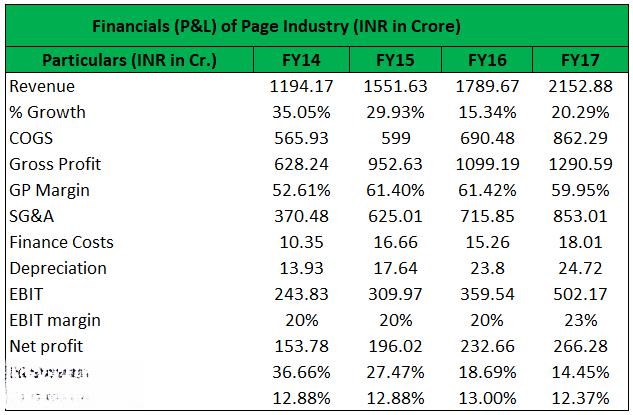 Financials (P&L) of Page Industry (INR in Crore)
Particulars (INR in Cr.) FY14 FY15 FY16 FY17
Revenue 1194.17 1551.63 1789.67 2152.88
% Growth 35.05% 29.93% 15.34% 20.29%
COGS 565.93 599 690.48 862.29
Gross Profit 628.24 952.63 1099.19 1290.59
GP Margin 52.61% 61.40% 61.42% 59.95%
SG&A 370.48 625.01 715.85 853.01
Finance Costs 10.35 16.66 15.26 18.01
Depreciation 13.93 17.64 23.8 24.72
EBIT 243.83 309.97 359.54 502.17
EBIT margin 20% 20% 20% 23%
Net profit 153.78 196.02 232.66 266.28
36.66% 27.47% 18.69% 14.45%
12.88% 12.88% 13.00% 12.37%